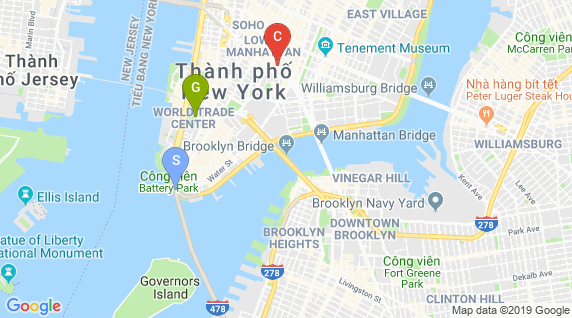 EAST VILLAGE
SOHO
LOWER
MANHATTAN
C
Tenement Museum
Công viên
McCarren Park
Marin Blvd
NEW JERSEY
TIỂU BANG NEW YORK
Thành
phố Jersey
Thành phố
New York
G
WORLD TRADE
CENTER
Williamsburg Bridge
Nhà hàng bít tết
Peter Luger Steak House
Manhattan Bridge
Brooklyn Bridge
WILLIAMSBURG
S
Công viên
Battery Park
Water St
VINEGAR HILL
Kent Ave
Lee Ave
Ellis Island
Brooklyn Navy Yard
278
Park Ave
DOWNTOWN
BROOKLYN
BROOKLYN
HEIGHTS
Statue of Liberty
National Monument
Công viên
Fort Greene
Park
278
DeKalb Ave
Governors
Island
Livingston St
CLINTON HILL
478
Google
Map data ©2019 Google